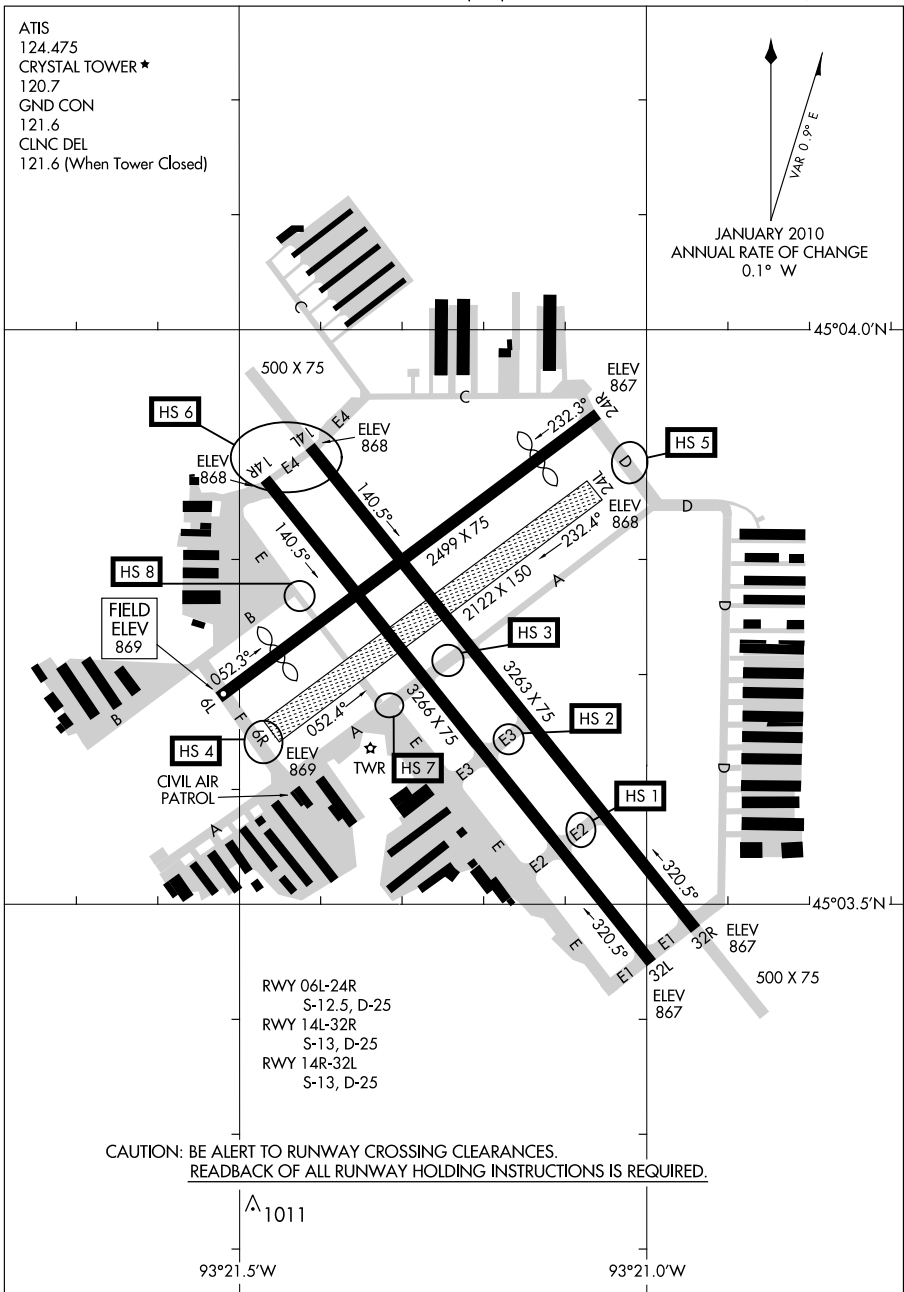 ATIS
124.475
CRYSTAL TOWER ★
120.7
GND CON
121.6
CLNC DEL
121.6 (When Tower Closed)
VAR 0.9° E
JANUARY 2010
ANNUAL RATE OF CHANGE
0.1° W
45°04.0'N
C
500 X 75
C
ELEV
867
24R
232.3°
HS 6
E4
ELEV
868
14L
HS 5
D
ELEV
868
14R
E4
24L
ELEV
868
D
140.5°
140.5°
232.4°
2499 X 75
2122 X 150
A
E
HS 8
B
FIELD
ELEV
869
052.3°
6L
HS 3
D
3263 X 75
3266 X 75
052.4°
HS 2
B
F
6R
HS 4
ELEV
869
A
TWR
HS 7
E
E3
E3
CIVIL AIR
PATROL
D
HS 1
A
E2
E
E2
320.5°
45°03.5'N
320.5°
E
E1
32R
ELEV
867
E1
32L
ELEV
867
500 X 75
RWY 06L-24R
S-12.5, D-25
RWY 14L-32R
S-13, D-25
RWY 14R-32L
S-13, D-25
CAUTION: BE ALERT TO RUNWAY CROSSING CLEARANCES.
READBACK OF ALL RUNWAY HOLDING INSTRUCTIONS IS REQUIRED.
1011
93°21.5'W
93°21.0'W